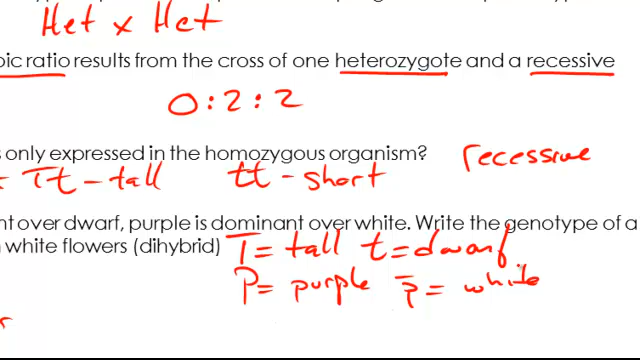 Het x Het
oic ratio results from the cross of one heterozygote and a recessive
0:2:2
s only expressed in the homozygous organism? recessive
= Tt - tall tt - short
nt over dwarf, purple is dominant over white. Write the genotype of a
white flowers (dihybrid) T = tall t = dwarf
P = purple p = white